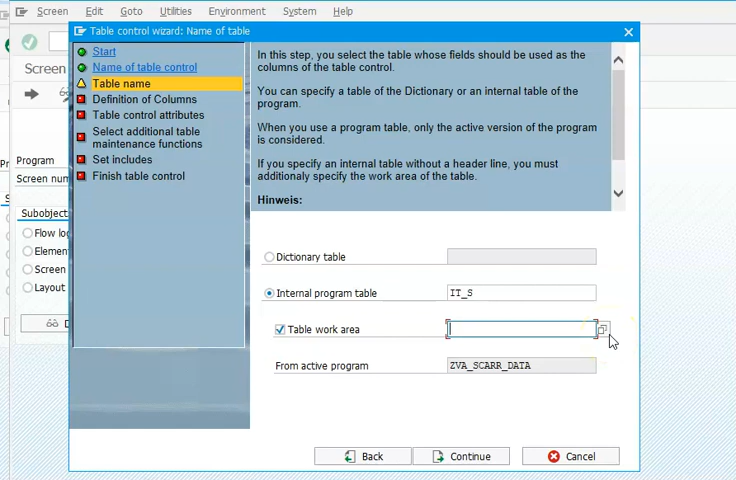 Screen Edit Goto Utilities Environment System Help
Table control wizard: Name of table
Start
Name of table control
Table name
Definition of Columns
Table control attributes
Select additional table
maintenance functions
Set includes
Finish table control
In this step, you select the table whose fields should be used as the
columns of the table control.
You can specify a table of the Dictionary or an internal table of the
program.
When you use a program table, only the active version of the program
is considered.
If you specify an internal table without a header line, you must
additionaly specify the work area of the table.
Hinweis:
Dictionary table
Internal program table IT_S
Table work area
From active program ZVA_SCARR_DATA
Back Continue Cancel
Screen
Program
Screen num
Subobject
Flow log
Element
Screen
Layout